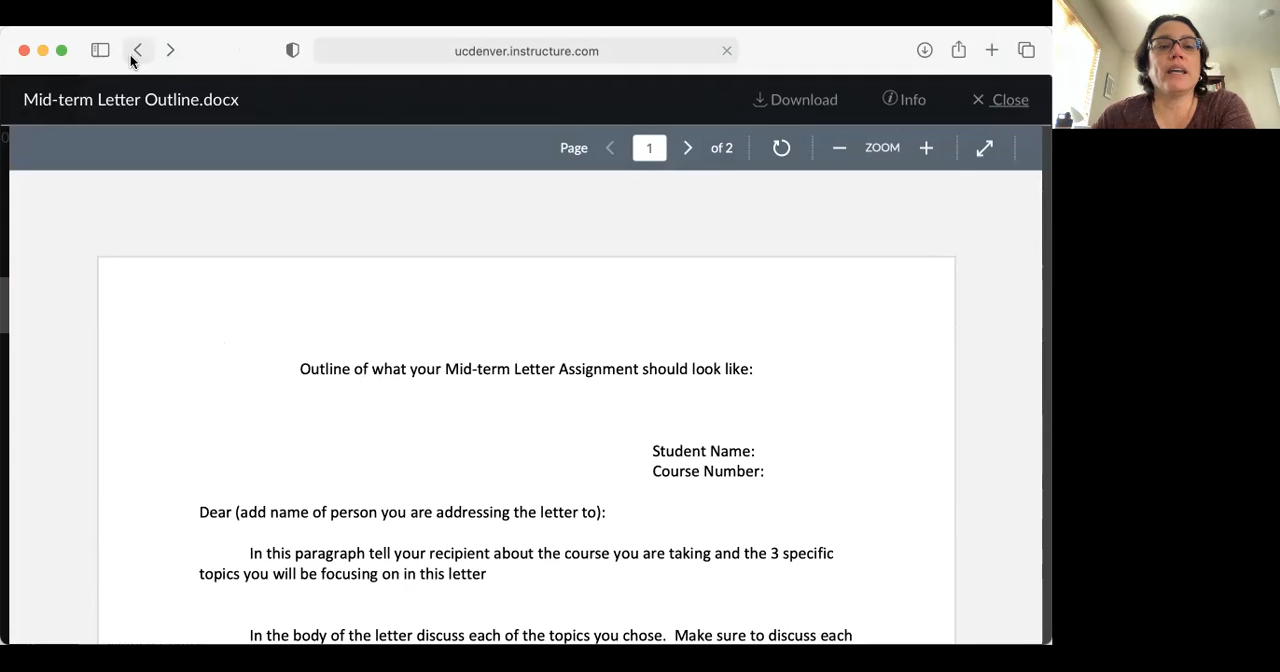 ucdenver.instructure.com
Mid-term Letter Outline.docx
Download
Info
Close
Page 1 of 2
ZOOM
Outline of what your Mid-term Letter Assignment should look like:
Student Name:
Course Number:
Dear (add name of person you are addressing the letter to):
In this paragraph tell your recipient about the course you are taking and the 3 specific
topics you will be focusing on in this letter
In the body of the letter discuss each of the topics you chose.  Make sure to discuss each